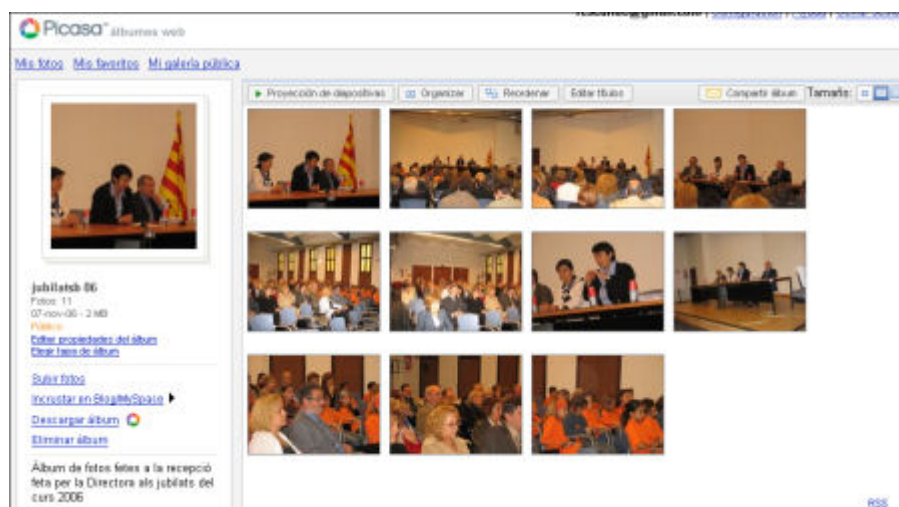 Picasa™ álbumes web
Mis fotos Mis favoritos Mi galería pública
Proyección de diapositivas Organizar Reordenar Editar títulos Compartir álbum Tamaño:
jubilatsb 06
Fotos: 11
07-nov-06 - 2 MB
Público
Editar propiedades del álbum
Elegir tapa de álbum
Subir fotos
Incrustar en Blog/MySpace
Descargar álbum
Eliminar álbum
Àlbum de fotos fetes a la recepció
feta per la Directora als jubilats del
curs 2006
RSS